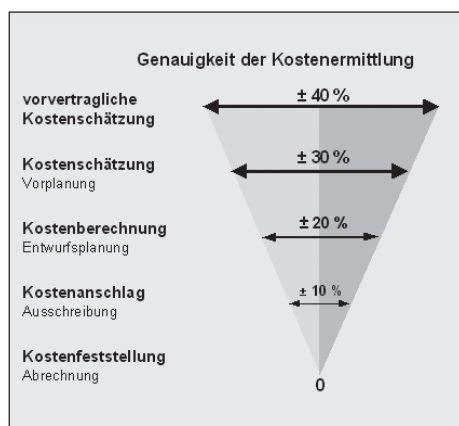 Genauigkeit der Kostenermittlung
vorvertragliche
Kostenschätzung
± 40 %
Kostenschätzung
Vorplanung
± 30 %
Kostenberechnung
Entwurfsplanung
± 20 %
Kostenanschlag
Ausschreibung
± 10 %
Kostenfeststellung
Abrechnung
0